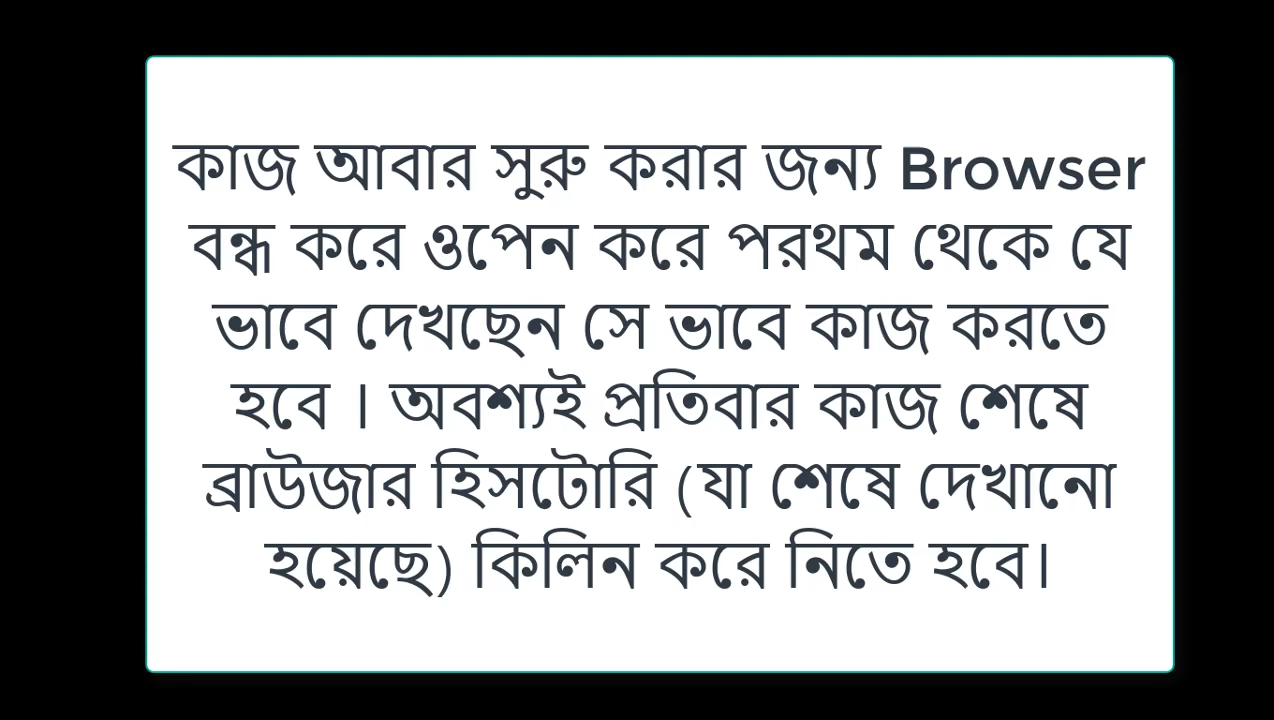 কাজ আবার সুরু করার জন্য Browser
বন্ধ করে ওপেন করে পরথম থেকে যে
ভাবে দেখছেন সে ভাবে কাজ করতে
হবে । অবশ্যই প্রতিবার কাজ শেষে
ব্রাউজার হিসটোরি (যা শেষে দেখানো
হয়েছে) কিলিন করে নিতে হবে।